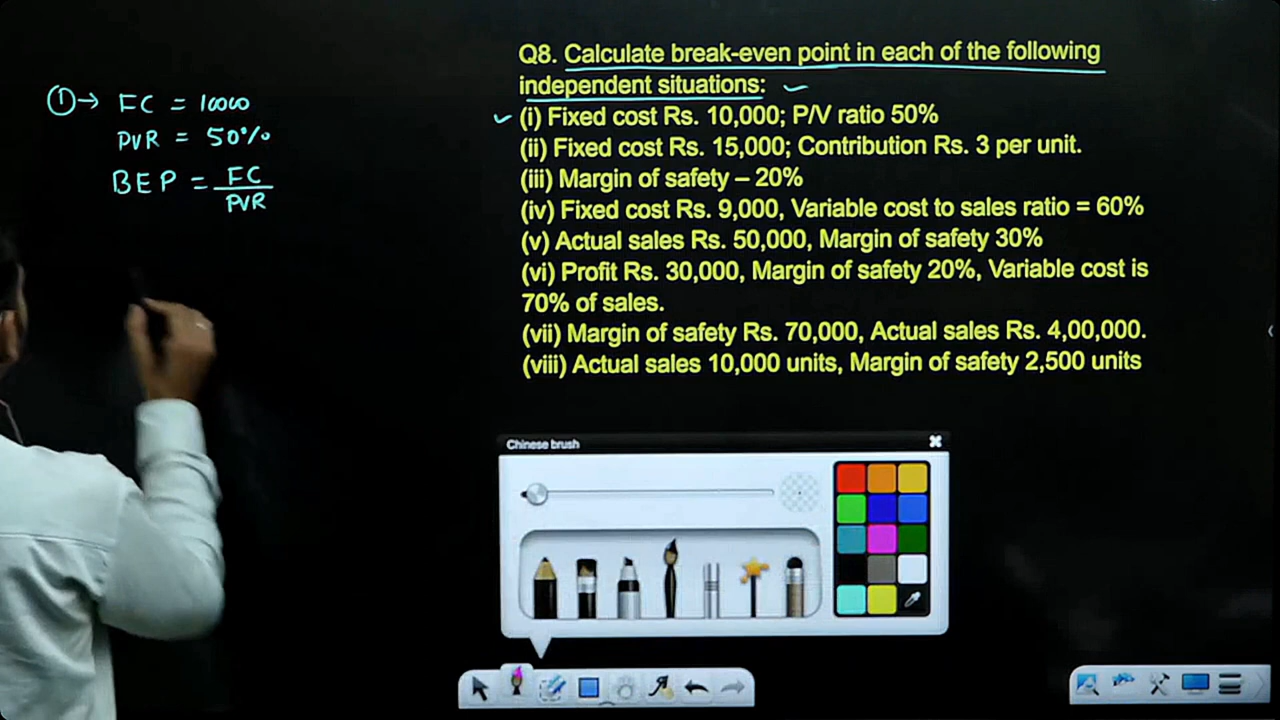 Q8. Calculate break-even point in each of the following
independent situations:
(i) Fixed cost Rs. 10,000; P/V ratio 50%
(ii) Fixed cost Rs. 15,000; Contribution Rs. 3 per unit.
(iii) Margin of safety – 20%
(iv) Fixed cost Rs. 9,000, Variable cost to sales ratio = 60%
(v) Actual sales Rs. 50,000, Margin of safety 30%
(vi) Profit Rs. 30,000, Margin of safety 20%, Variable cost is
70% of sales.
(vii) Margin of safety Rs. 70,000, Actual sales Rs. 4,00,000.
(viii) Actual sales 10,000 units, Margin of safety 2,500 units
① → FC = 10000
PVR = 50%
BEP = FC
PVR
Chinese brush